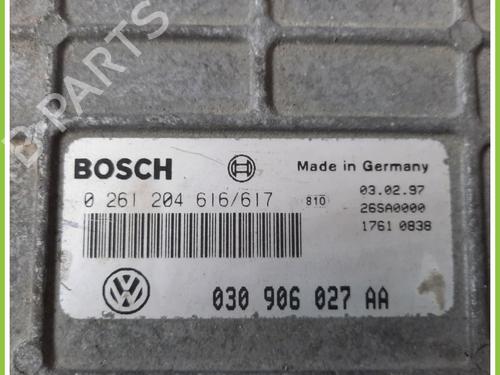 B-PARTS
BOSCH
Made in Germany
0 261 204 616/617
810
03.02.97
26SA0000
1761 0838
VW
030 906 027 AA